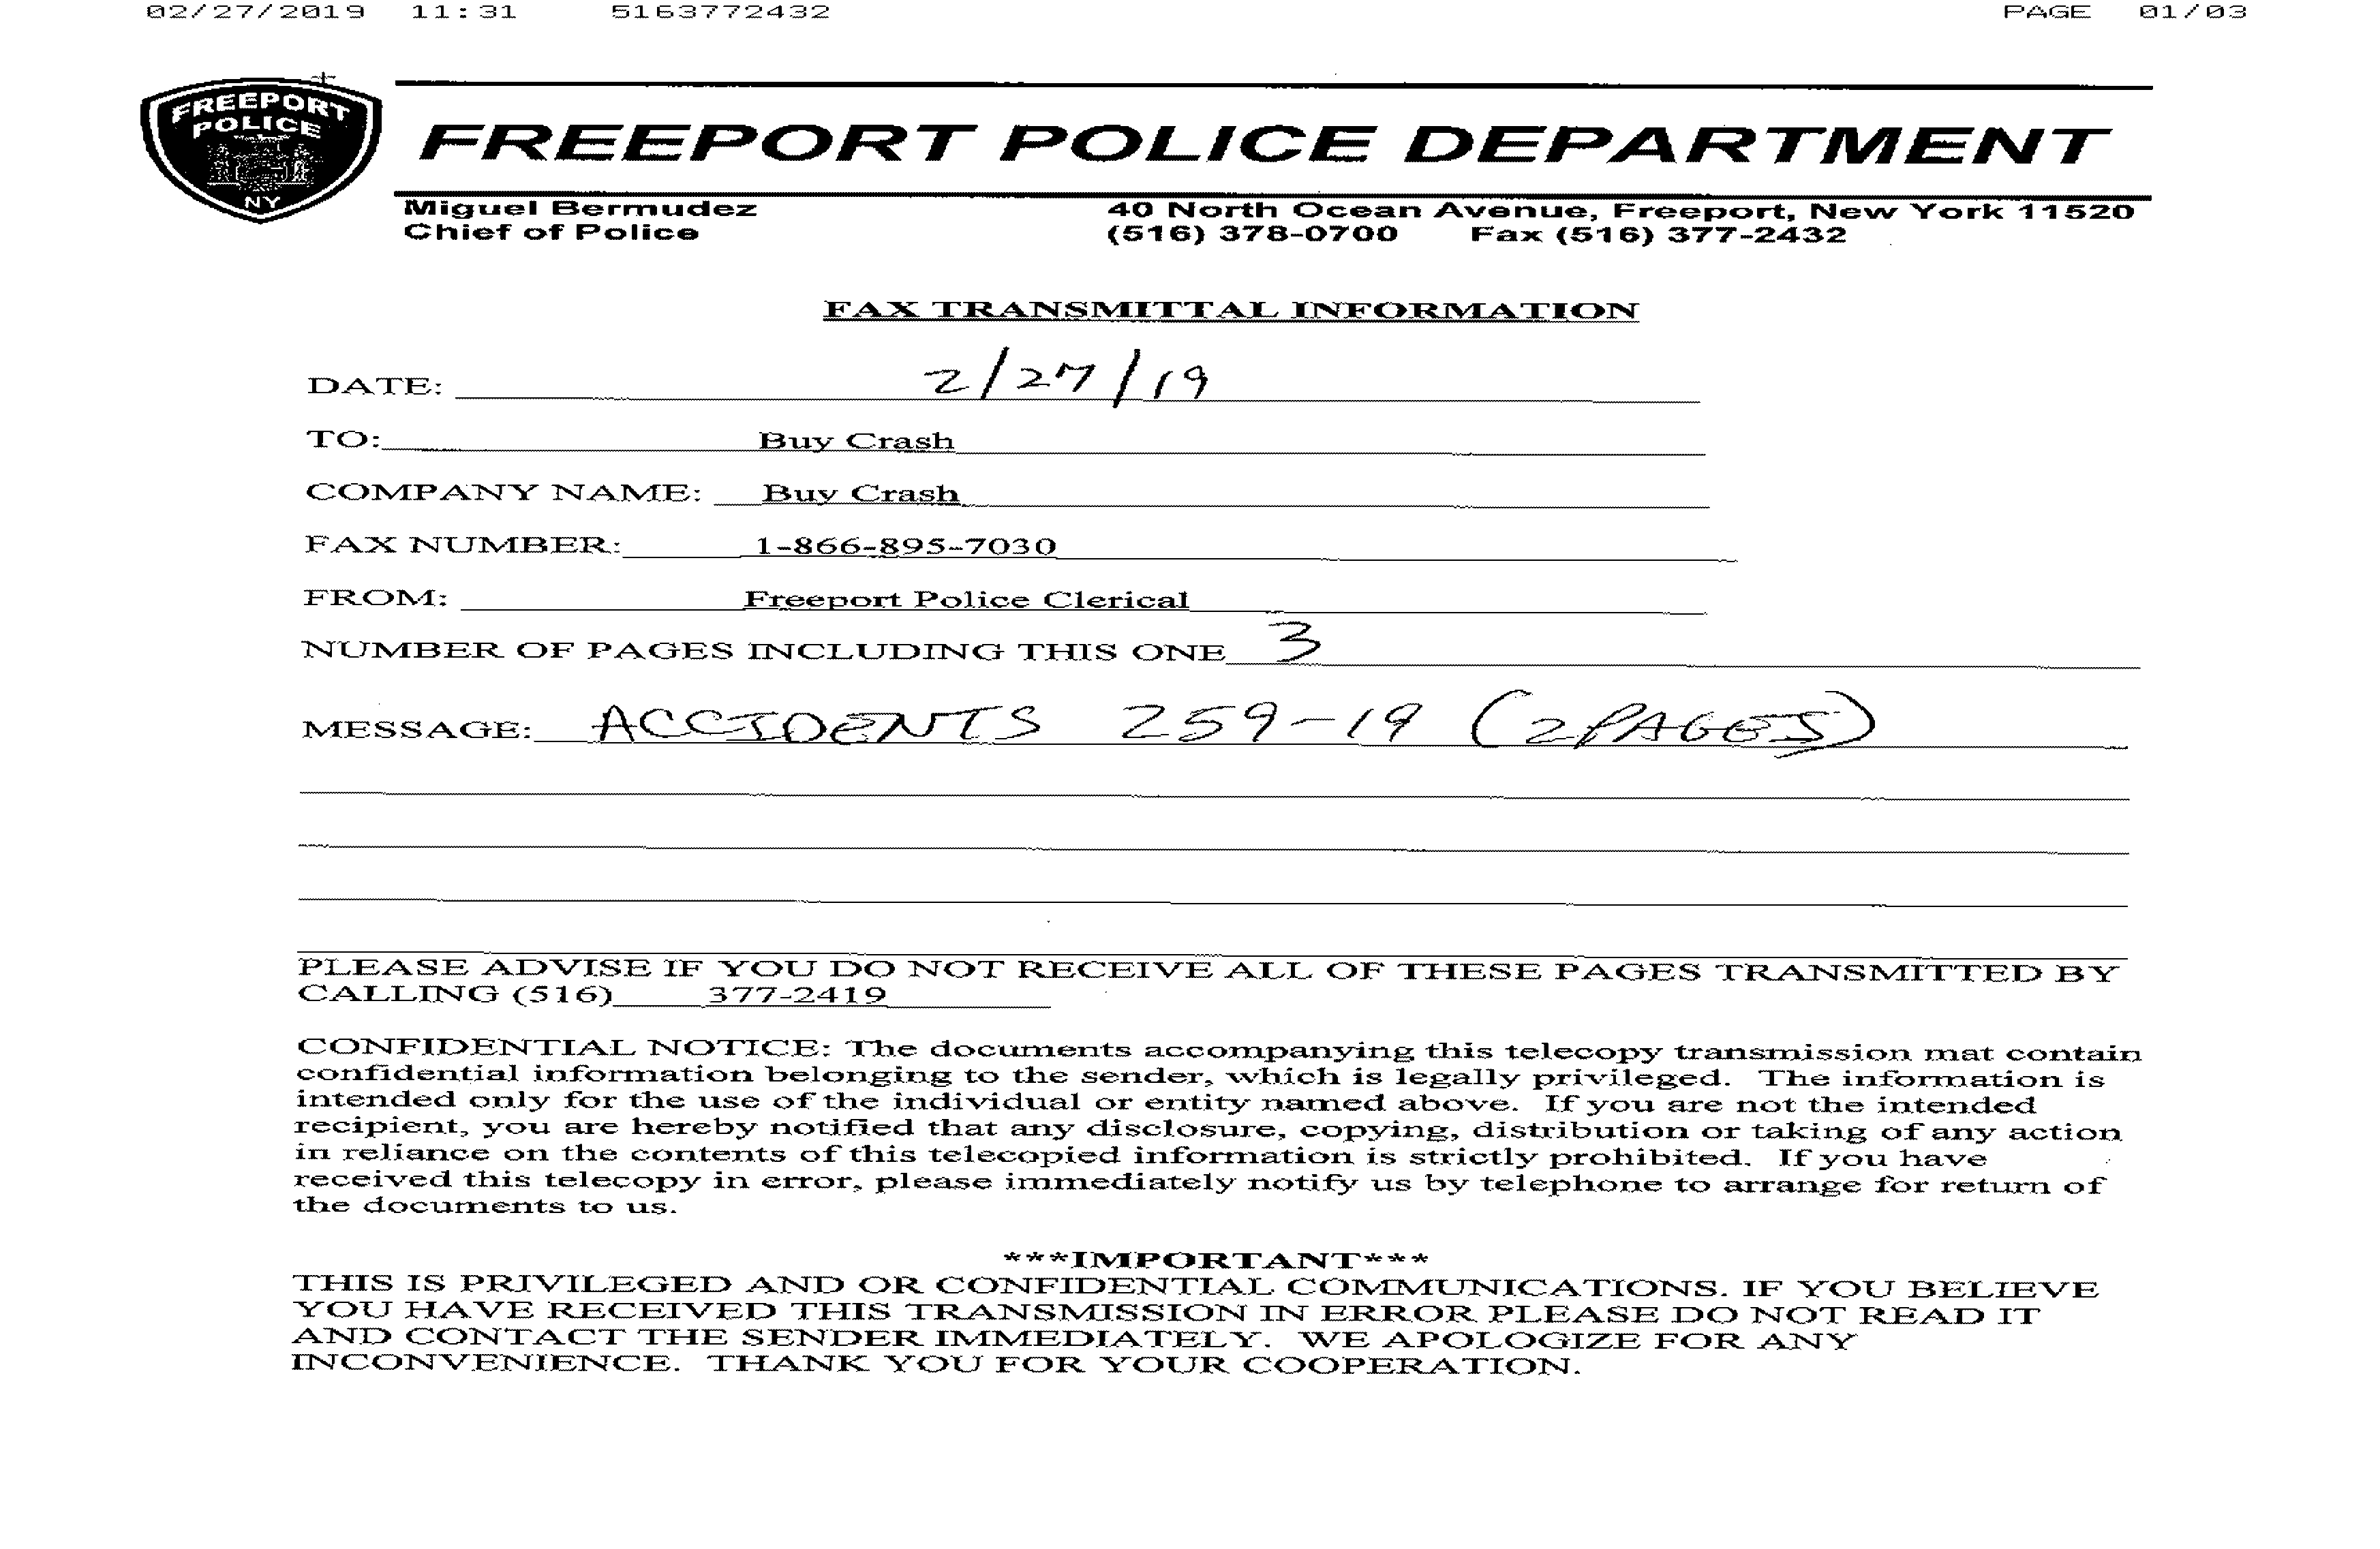 02/27/2019 11:31 5163772432 PAGE 01/03
FREEPORT
POLICE
NY
FREEPORT POLICE DEPARTMENT
Miguel Bermudez 40 North Ocean Avenue, Freeport, New York 11520
Chief of Police (516) 378-0700 Fax (516) 377-2432
FAX TRANSMITTAL INFORMATION
DATE: 2/27/19
TO: Buy Crash
COMPANY NAME: Buy Crash
FAX NUMBER: 1-866-895-7030
FROM: Freeport Police Clerical
NUMBER OF PAGES INCLUDING THIS ONE 3
MESSAGE: ACCIDENTS 259-19 (2 PAGES)
PLEASE ADVISE IF YOU DO NOT RECEIVE ALL OF THESE PAGES TRANSMITTED BY
CALLING (516) 377-2419
CONFIDENTIAL NOTICE: The documents accompanying this telecopy transmission mat contain
confidential information belonging to the sender, which is legally privileged. The information is
intended only for the use of the individual or entity named above. If you are not the intended
recipient, you are hereby notified that any disclosure, copying, distribution or taking of any action
in reliance on the contents of this telecopied information is strictly prohibited. If you have
received this telecopy in error, please immediately notify us by telephone to arrange for return of
the documents to us.
***IMPORTANT***
THIS IS PRIVILEGED AND OR CONFIDENTIAL COMMUNICATIONS. IF YOU BELIEVE
YOU HAVE RECEIVED THIS TRANSMISSION IN ERROR PLEASE DO NOT READ IT
AND CONTACT THE SENDER IMMEDIATELY. WE APOLOGIZE FOR ANY
INCONVENIENCE. THANK YOU FOR YOUR COOPERATION.